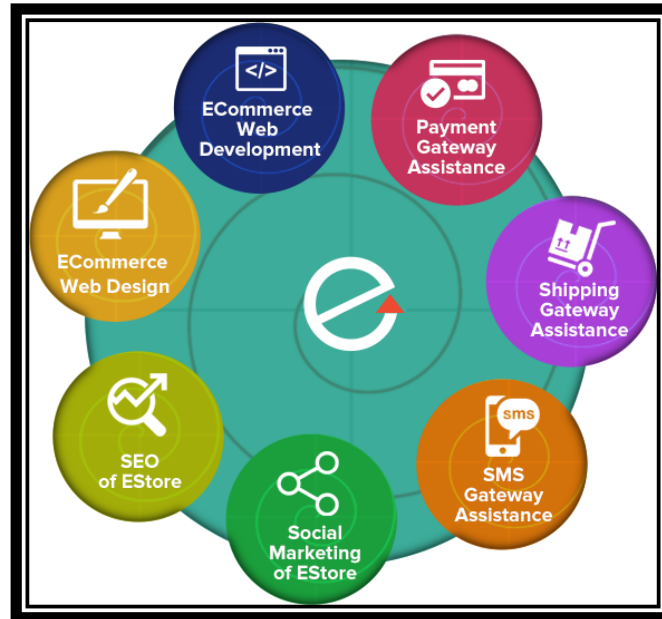 </>
ECommerce
Web
Development
Payment
Gateway
Assistance
Shipping
Gateway
Assistance
sms
SMS
Gateway
Assistance
Social
Marketing
of EStore
SEO
of EStore
ECommerce
Web Design
e